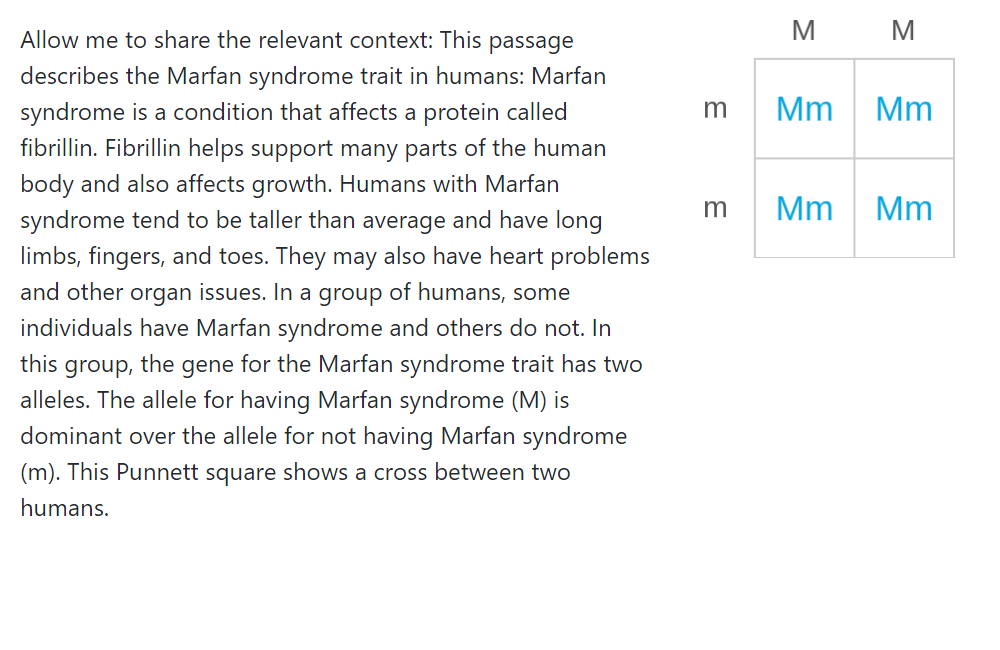 Allow me to share the relevant context: This passage
describes the Marfan syndrome trait in humans: Marfan
syndrome is a condition that affects a protein called
fibrillin. Fibrillin helps support many parts of the human
body and also affects growth. Humans with Marfan
syndrome tend to be taller than average and have long
limbs, fingers, and toes. They may also have heart problems
and other organ issues. In a group of humans, some
individuals have Marfan syndrome and others do not. In
this group, the gene for the Marfan syndrome trait has two
alleles. The allele for having Marfan syndrome (M) is
dominant over the allele for not having Marfan syndrome
(m). This Punnett square shows a cross between two
humans.
M M
m Mm Mm
m Mm Mm